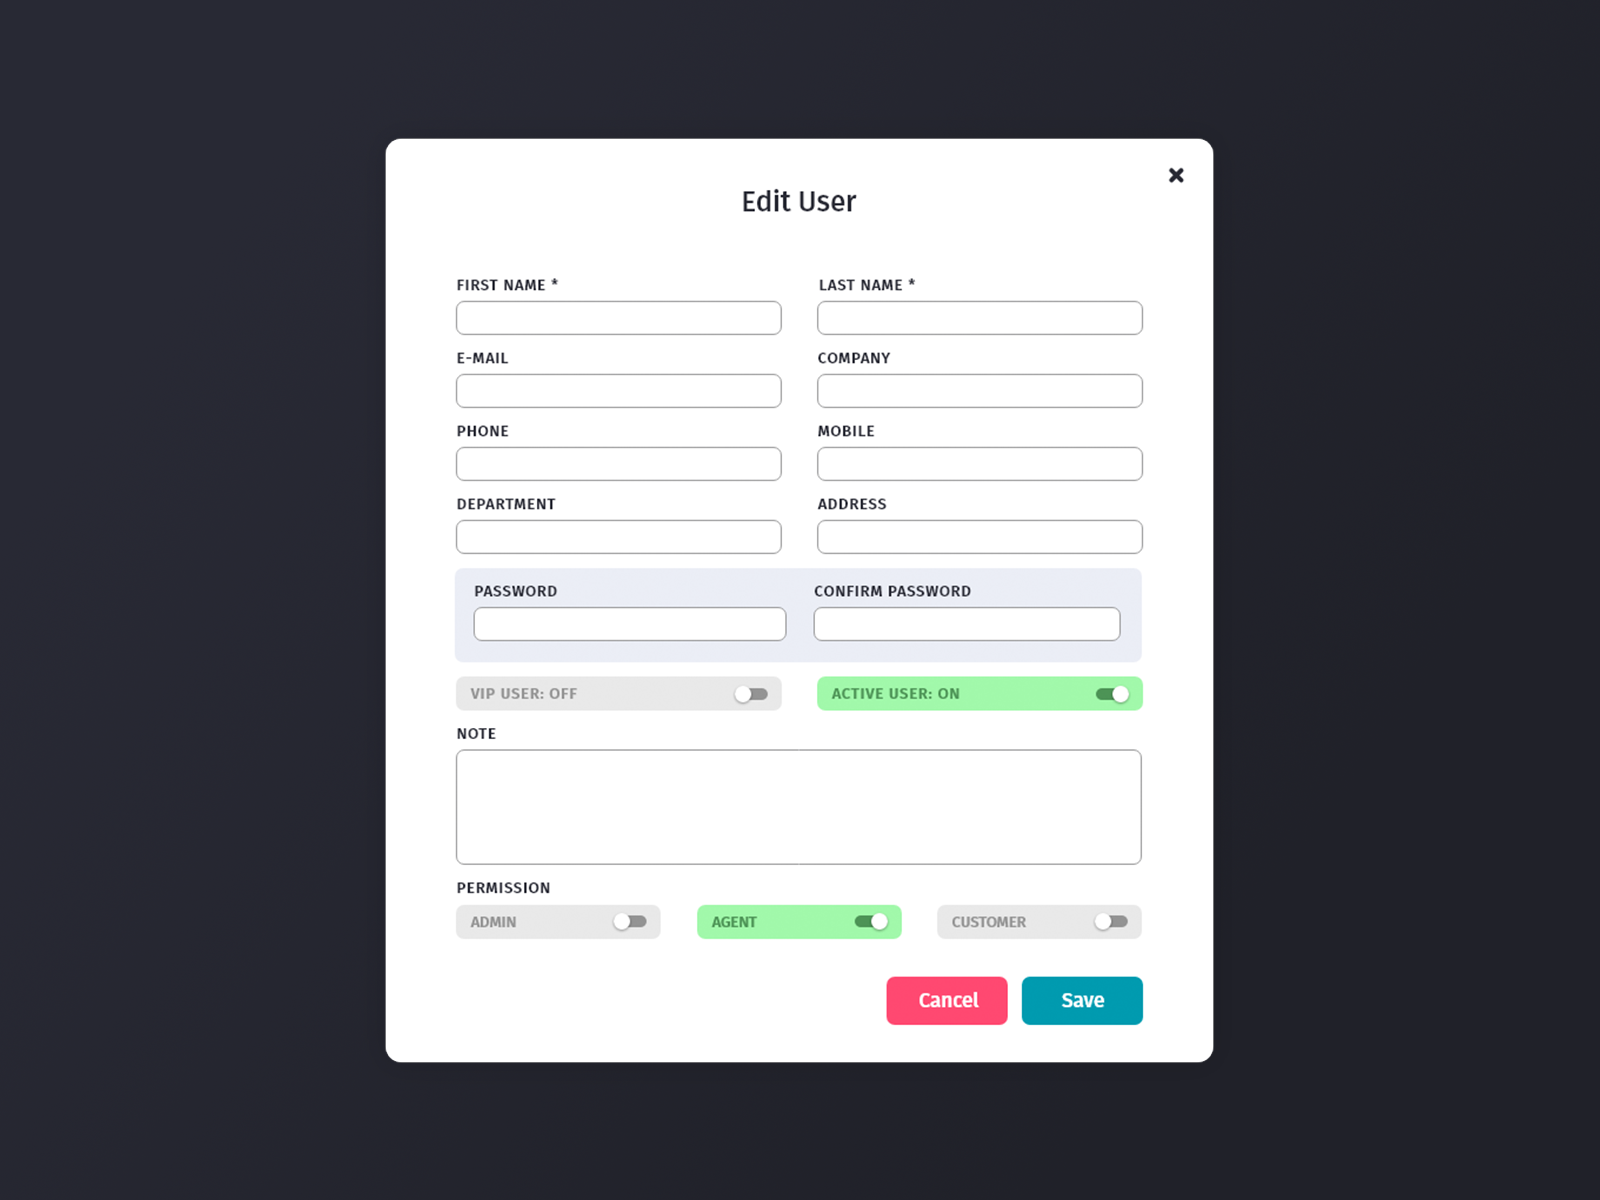 Edit User
FIRST NAME *
LAST NAME *
E-MAIL
COMPANY
PHONE
MOBILE
DEPARTMENT
ADDRESS
PASSWORD
CONFIRM PASSWORD
VIP USER: OFF
ACTIVE USER: ON
NOTE
PERMISSION
ADMIN
AGENT
CUSTOMER
Cancel
Save